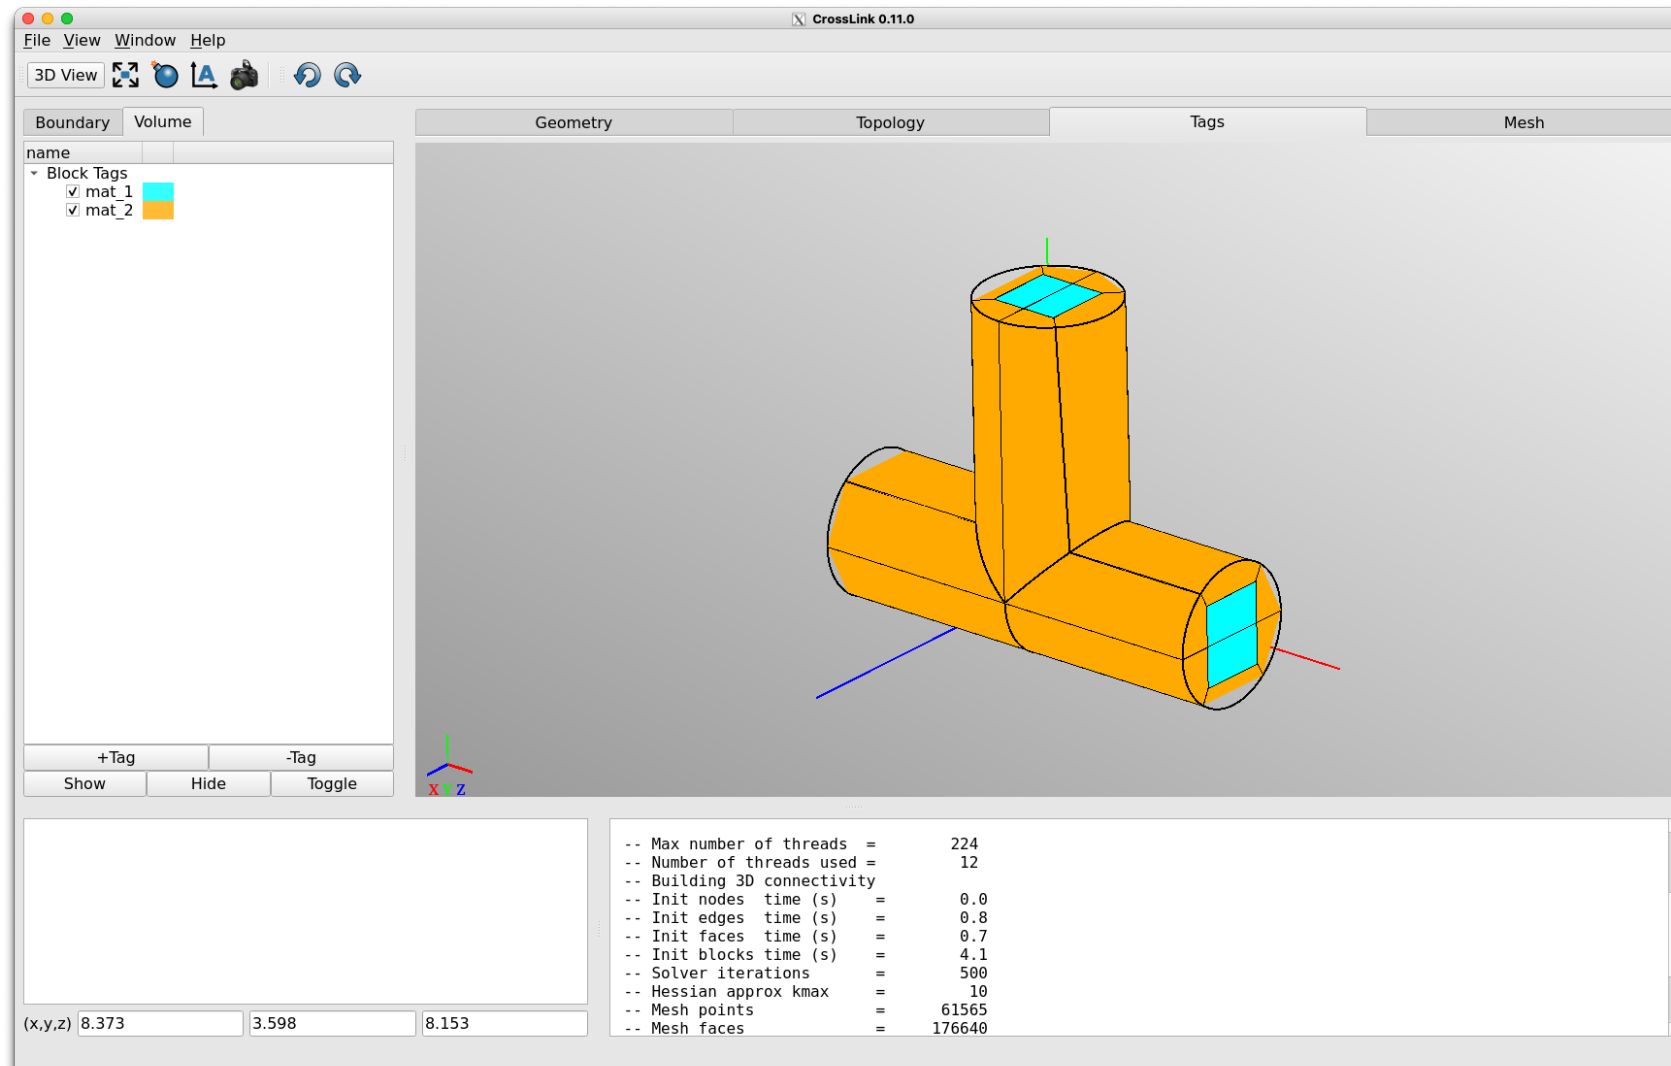 CrossLink 0.11.0
File View Window Help
3D View
Boundary Volume
Geometry Topology Tags Mesh
name
Block Tags
mat_1
mat_2
+Tag -Tag
Show Hide Toggle
X Y Z
-- Max number of threads = 224
-- Number of threads used = 12
-- Building 3D connectivity
-- Init nodes time (s) = 0.0
-- Init edges time (s) = 0.8
-- Init faces time (s) = 0.7
-- Init blocks time (s) = 4.1
-- Solver iterations = 500
-- Hessian approx kmax = 10
-- Mesh points = 61565
-- Mesh faces = 176640
(x,y,z) 8.373 3.598 8.153